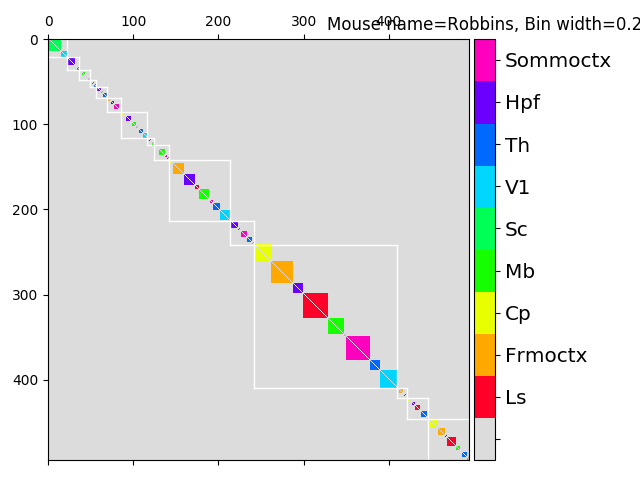 0 100 200 300 400
Mouse name=Robbins, Bin width=0.2
0
100
200
300
400
Sommoctx
Hpf
Th
V1
Sc
Mb
Cp
Frmoctx
Ls